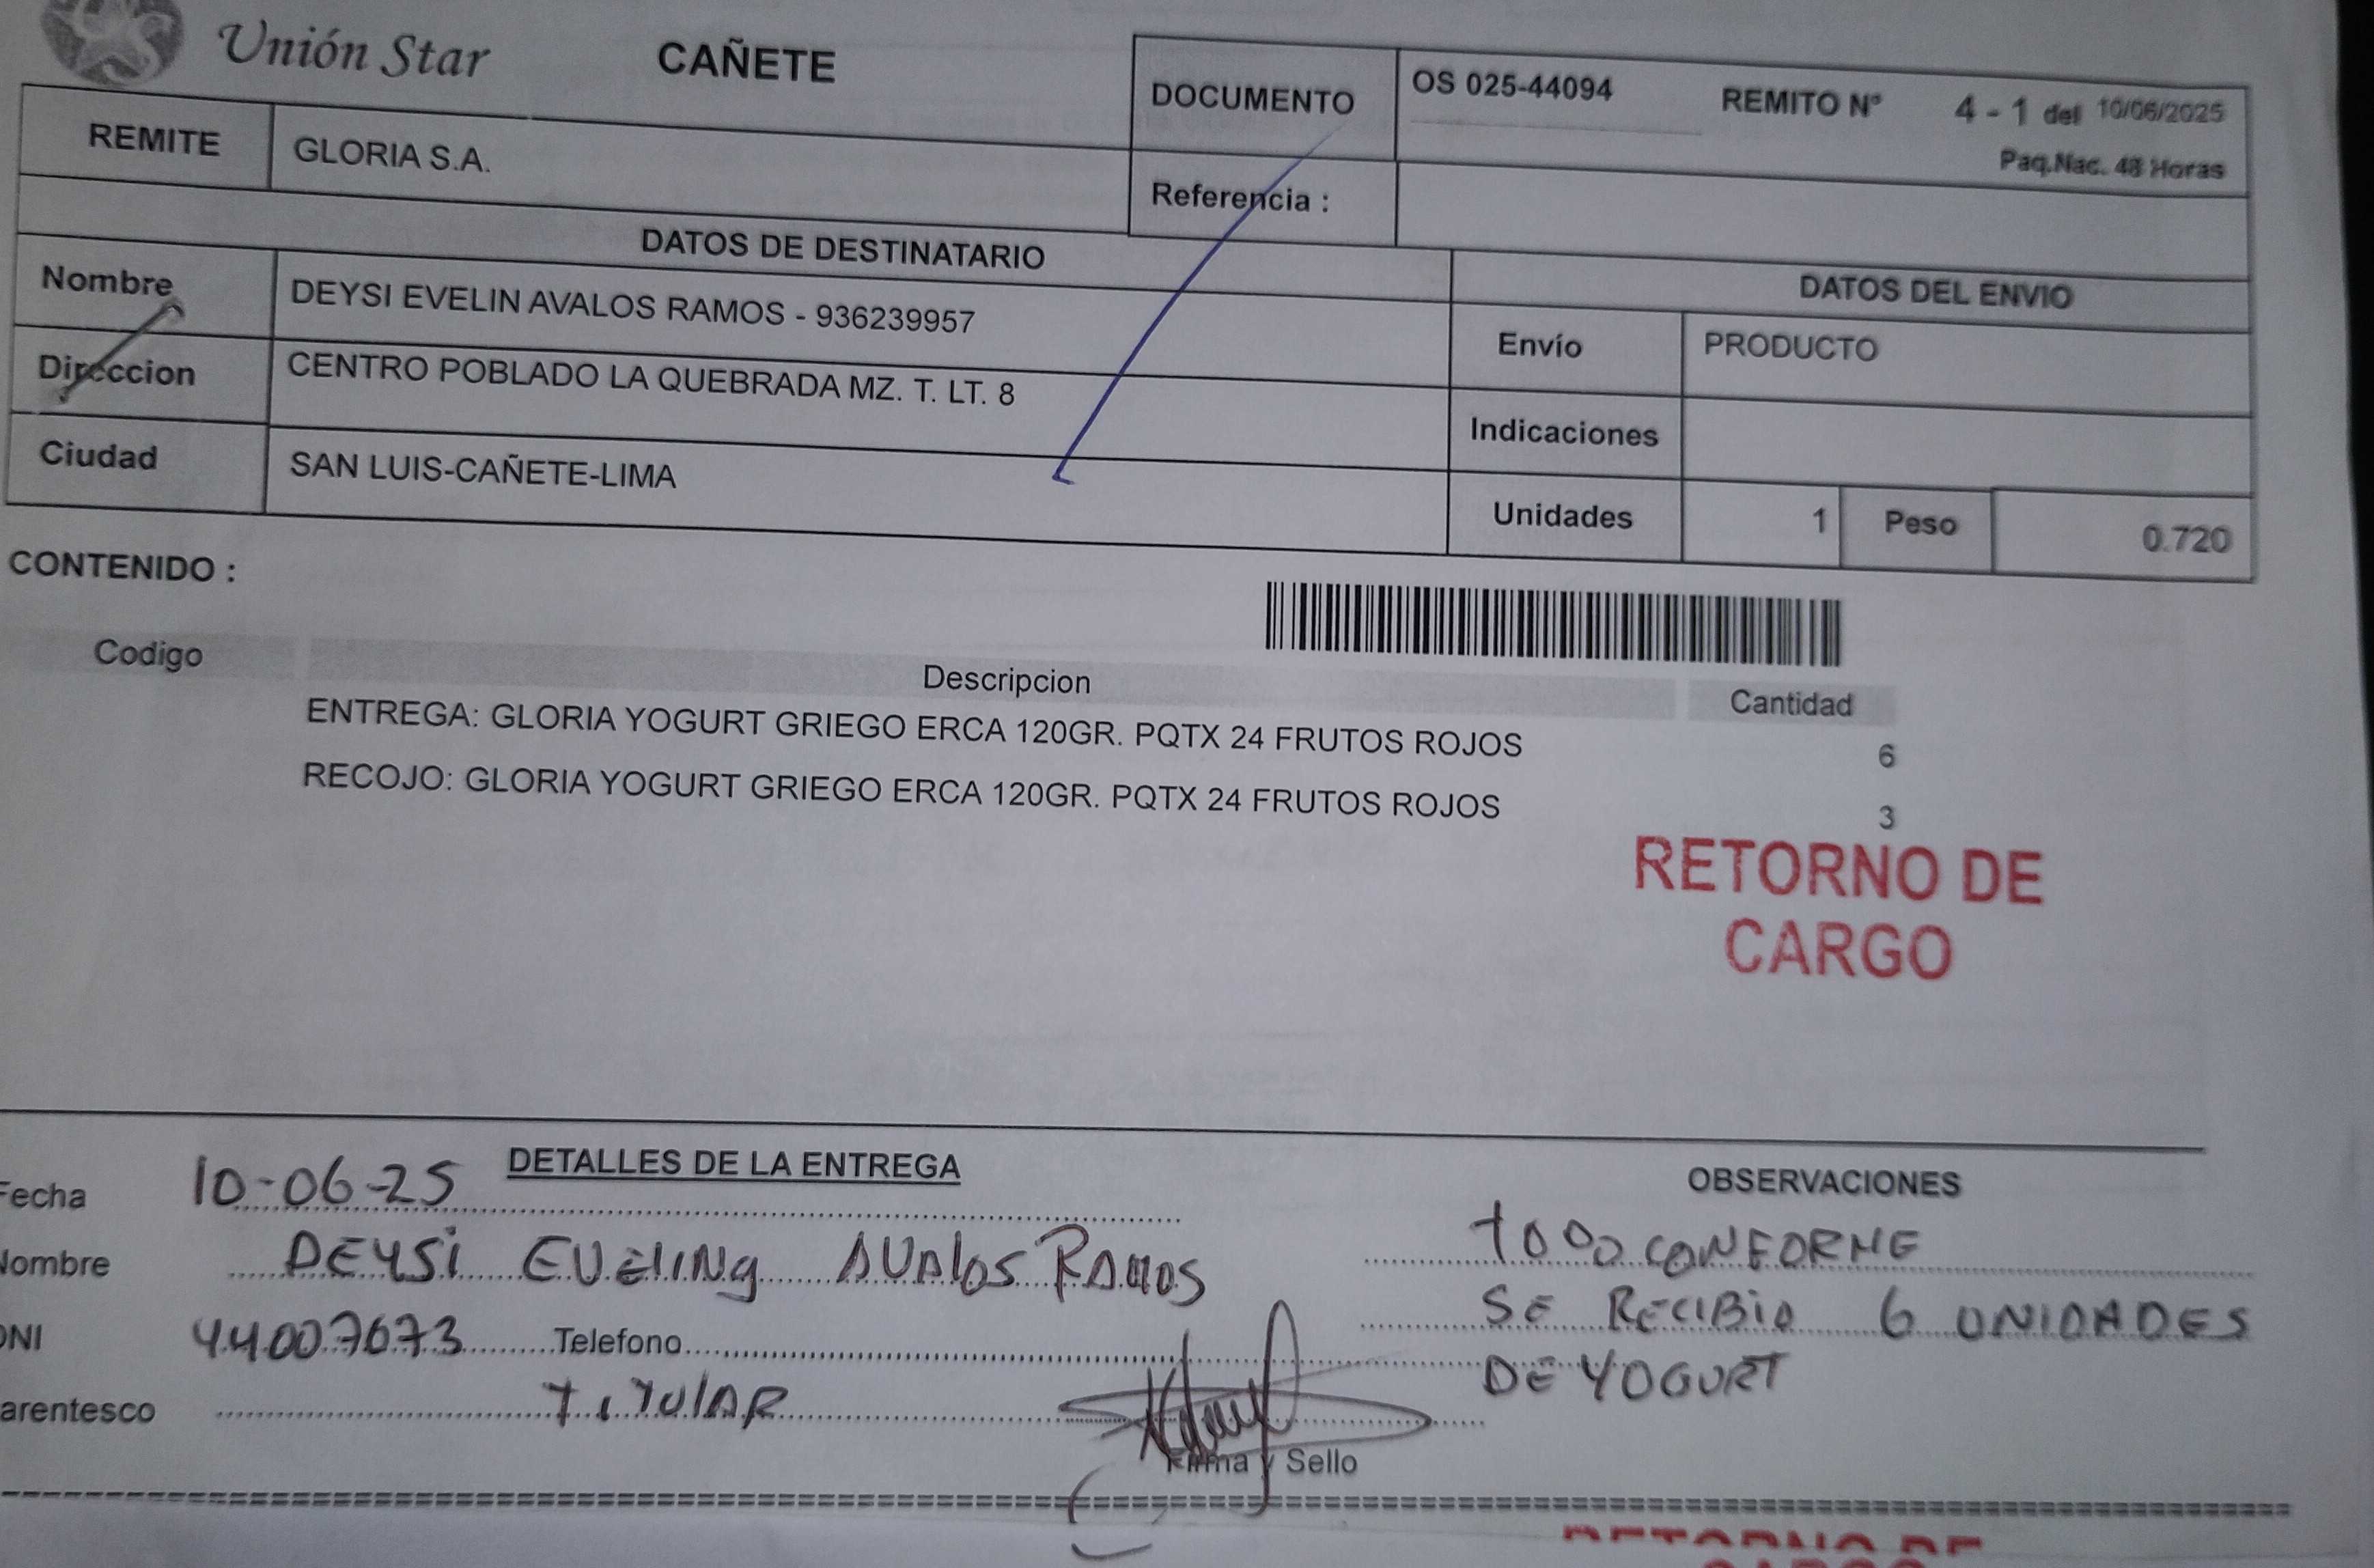 Unión Star CAÑETE
DOCUMENTO OS 025-44094 REMITO N° 4 - 1 del 10/06/2025
Paq.Nac. 48 Horas
REMITE GLORIA S.A.
Referencia :
DATOS DE DESTINATARIO
DATOS DEL ENVIO
Nombre DEYSI EVELIN AVALOS RAMOS - 936239957
Envío PRODUCTO
Direccion CENTRO POBLADO LA QUEBRADA MZ. T. LT. 8
Indicaciones
Ciudad SAN LUIS-CAÑETE-LIMA
Unidades 1 Peso 0.720
CONTENIDO :
Codigo Descripcion Cantidad
ENTREGA: GLORIA YOGURT GRIEGO ERCA 120GR. PQTX 24 FRUTOS ROJOS 6
RECOJO: GLORIA YOGURT GRIEGO ERCA 120GR. PQTX 24 FRUTOS ROJOS 3
RETORNO DE
CARGO
DETALLES DE LA ENTREGA
OBSERVACIONES
Fecha 10-06-25
Nombre DEYSI EVELING AVALOS RAMOS
DNI 44007673 Telefono
arentesco TITULAR
TODO CONFORME
SE RECIBIO 6 UNIDADES
DE YOGURT
Firma y Sello
RETORNO DE
CARGO